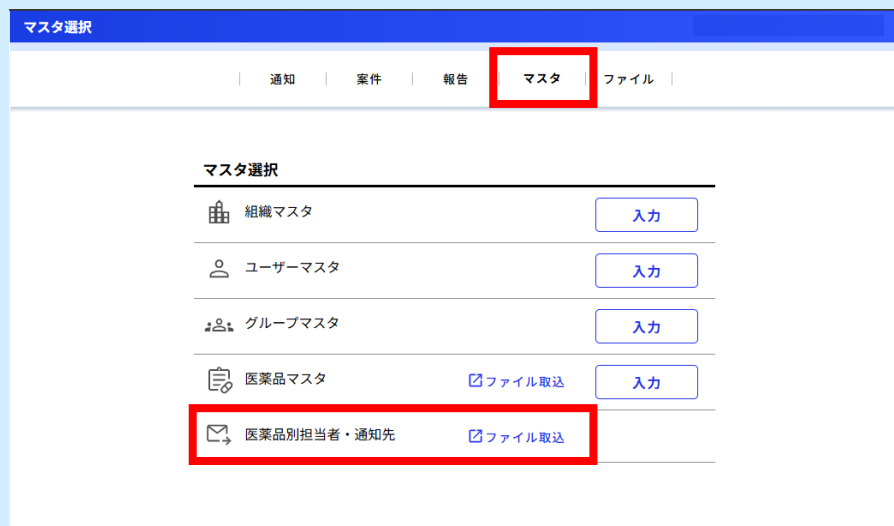 マスタ選択
通知 案件 報告 マスタ ファイル
マスタ選択
組織マスタ 入力
ユーザーマスタ 入力
グループマスタ 入力
医薬品マスタ ファイル取込 入力
医薬品別担当者・通知先 ファイル取込